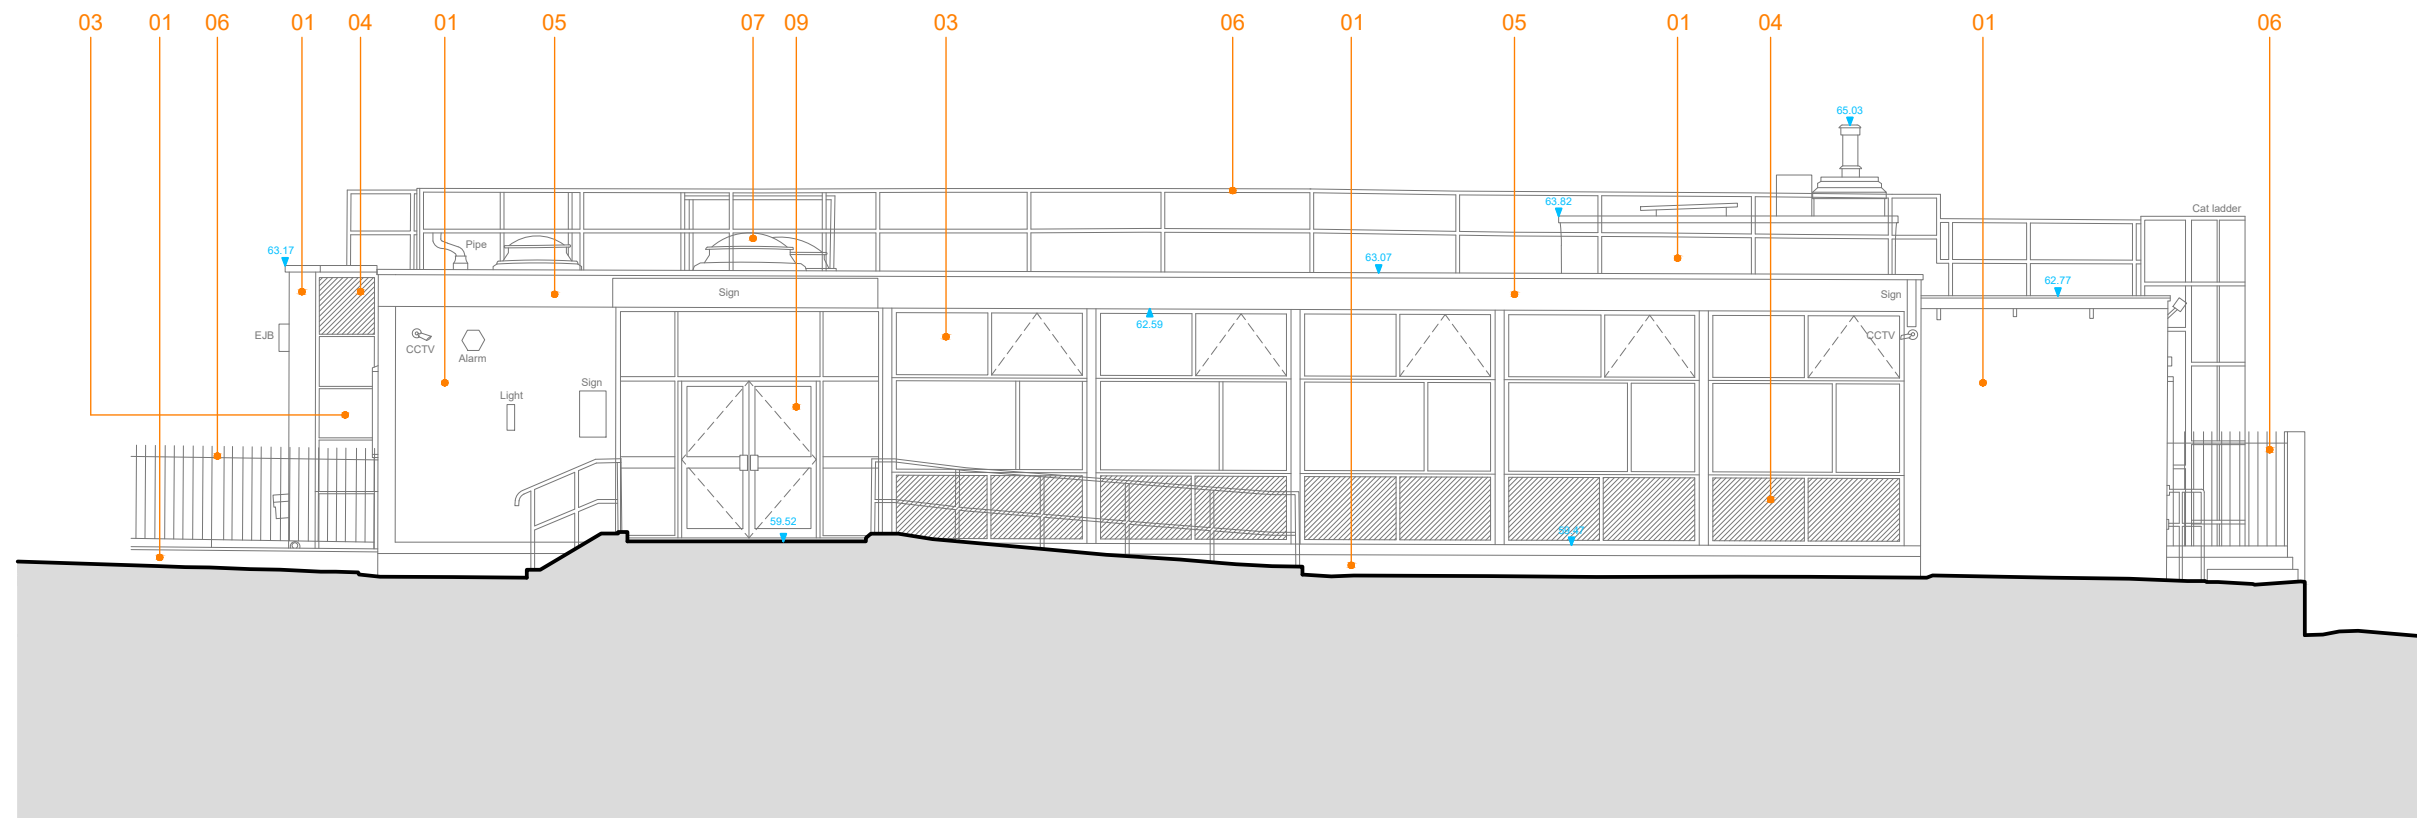 03 01 06 01 04 01 05 07 09 03 06 01 05 01 04 01 06
65.03
63.82
Cat ladder
Pipe
63.17
63.07
62.77
Sign
Sign
62.59
EJB
CCTV
Alarm
CCTV
Sign
Light
59.52
59.47